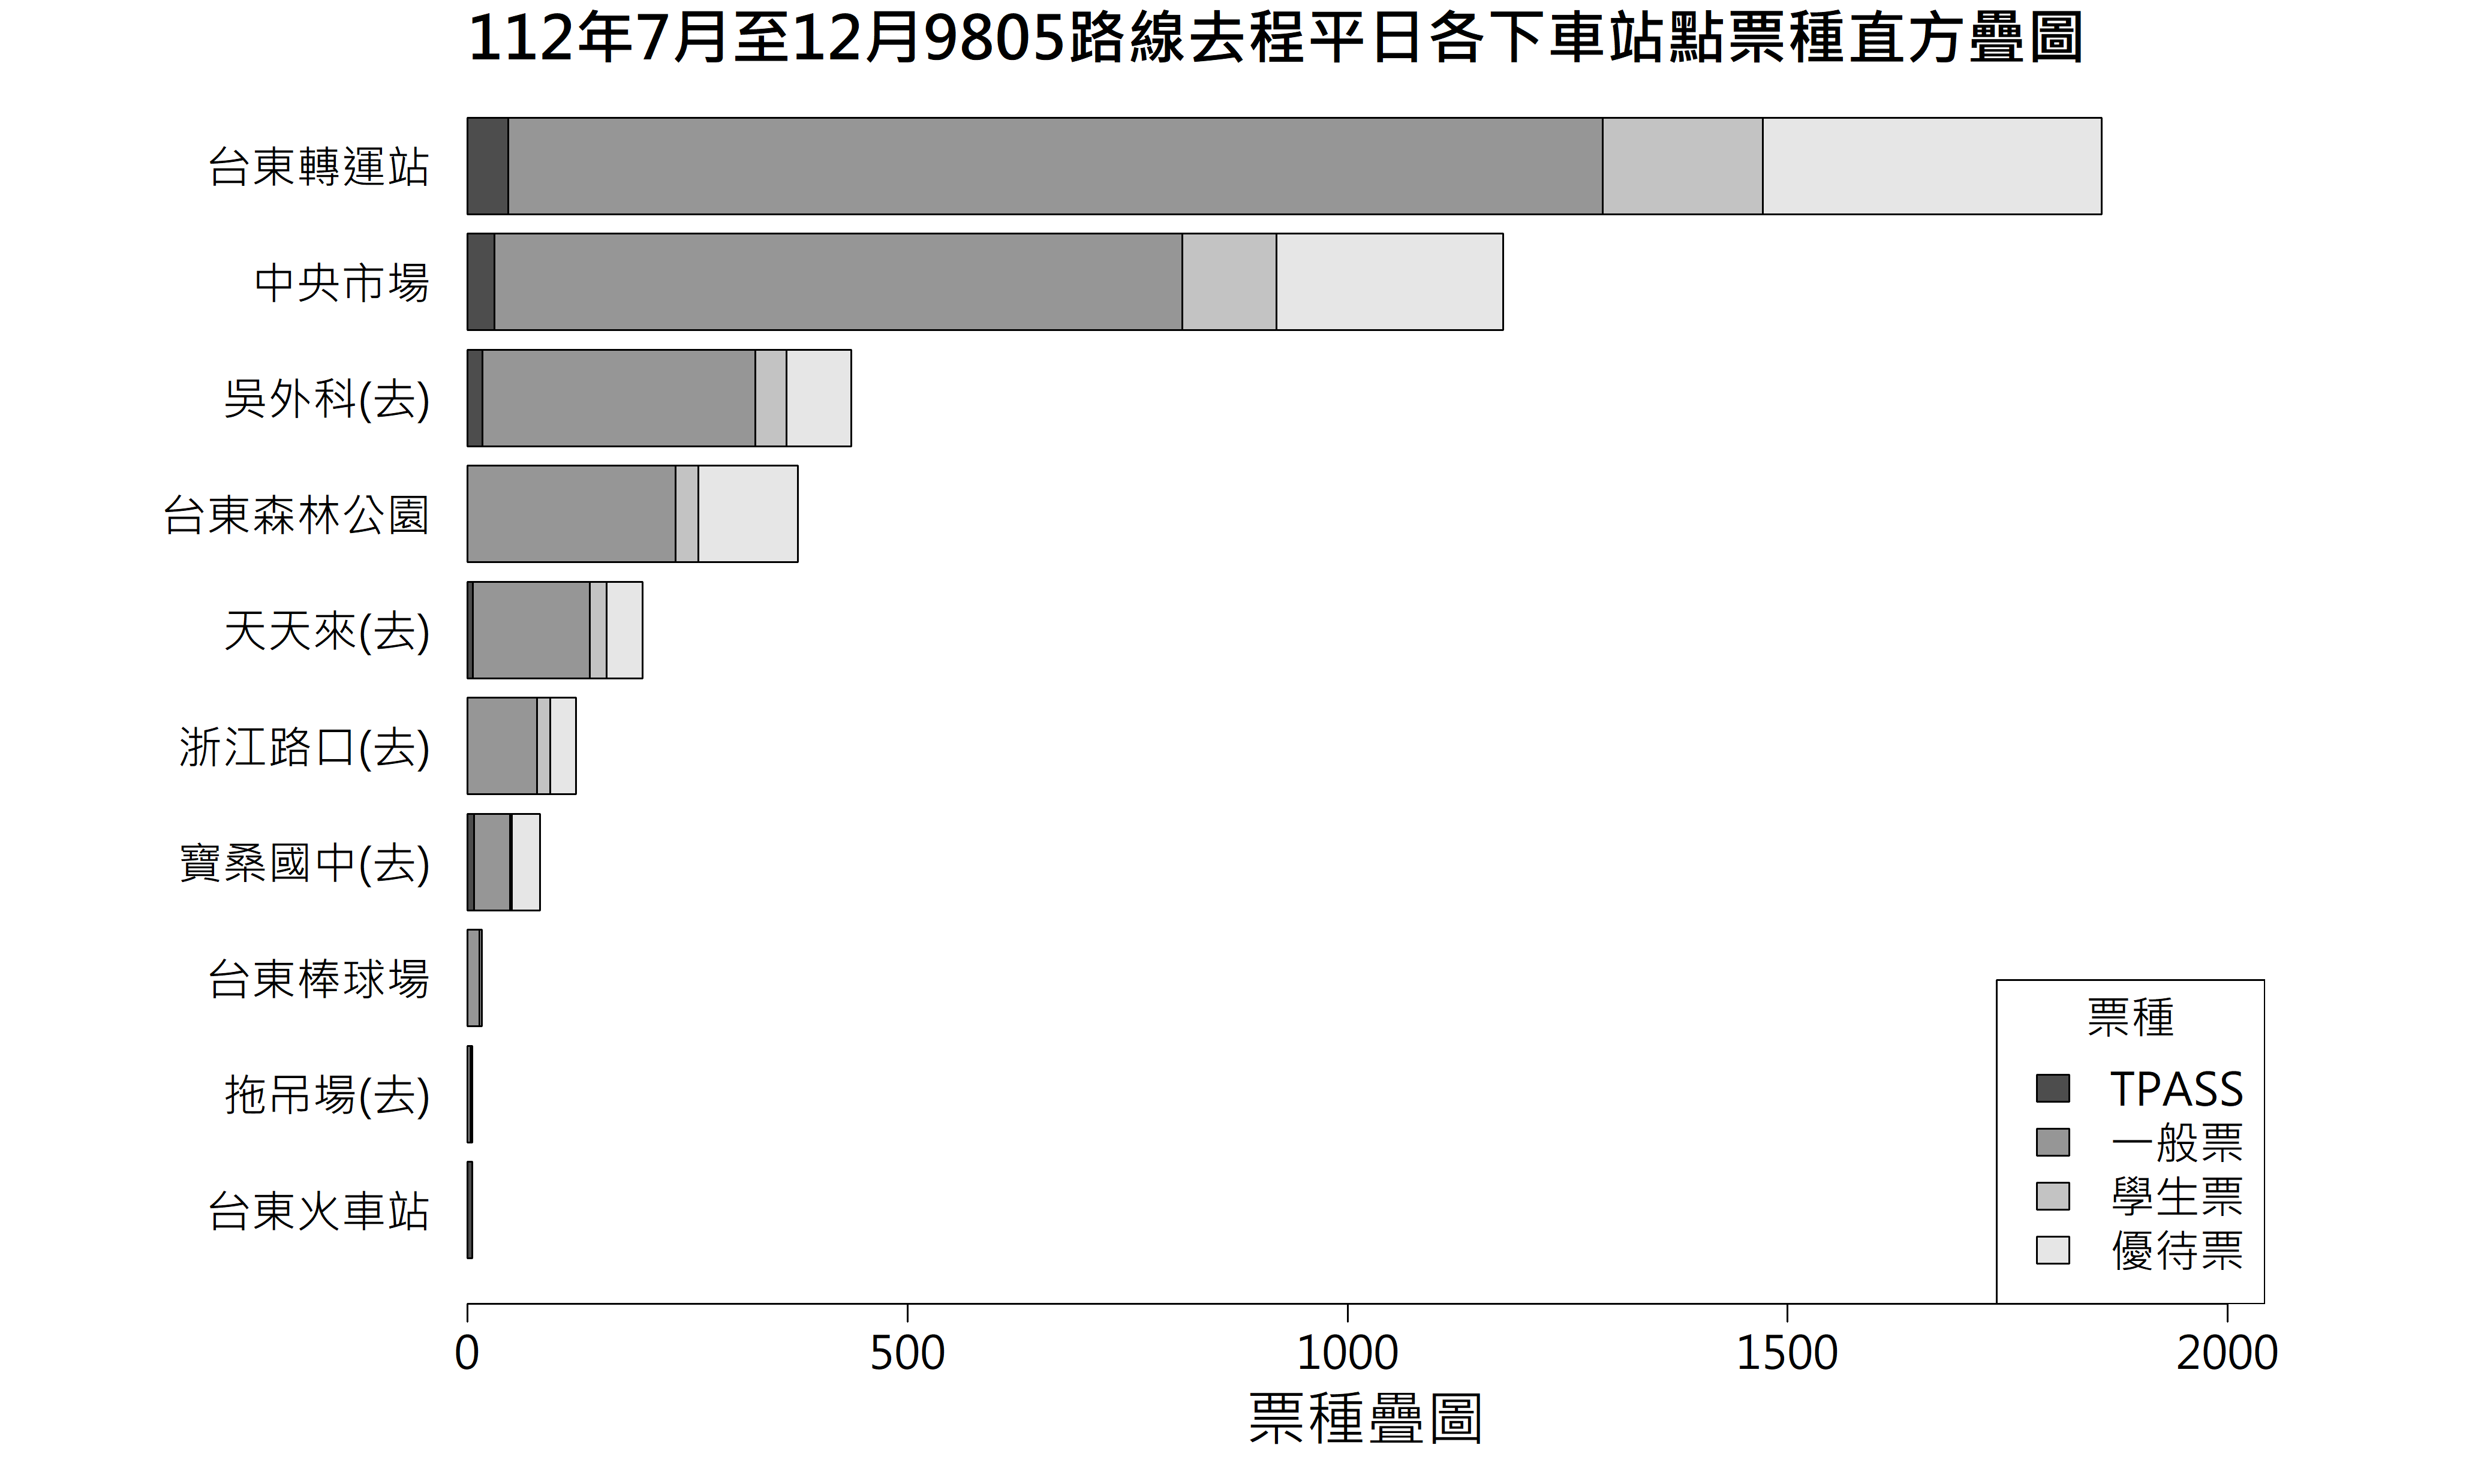 112年7月至12月9805路線去程平日各下車站點票種直方疊圖
台東轉運站
中央市場
吳外科(去)
台東森林公園
天天來(去)
浙江路口(去)
寶桑國中(去)
台東棒球場
拖吊場(去)
台東火車站
票種
TPASS
一般票
學生票
優待票
0 500 1000 1500 2000
票種疊圖